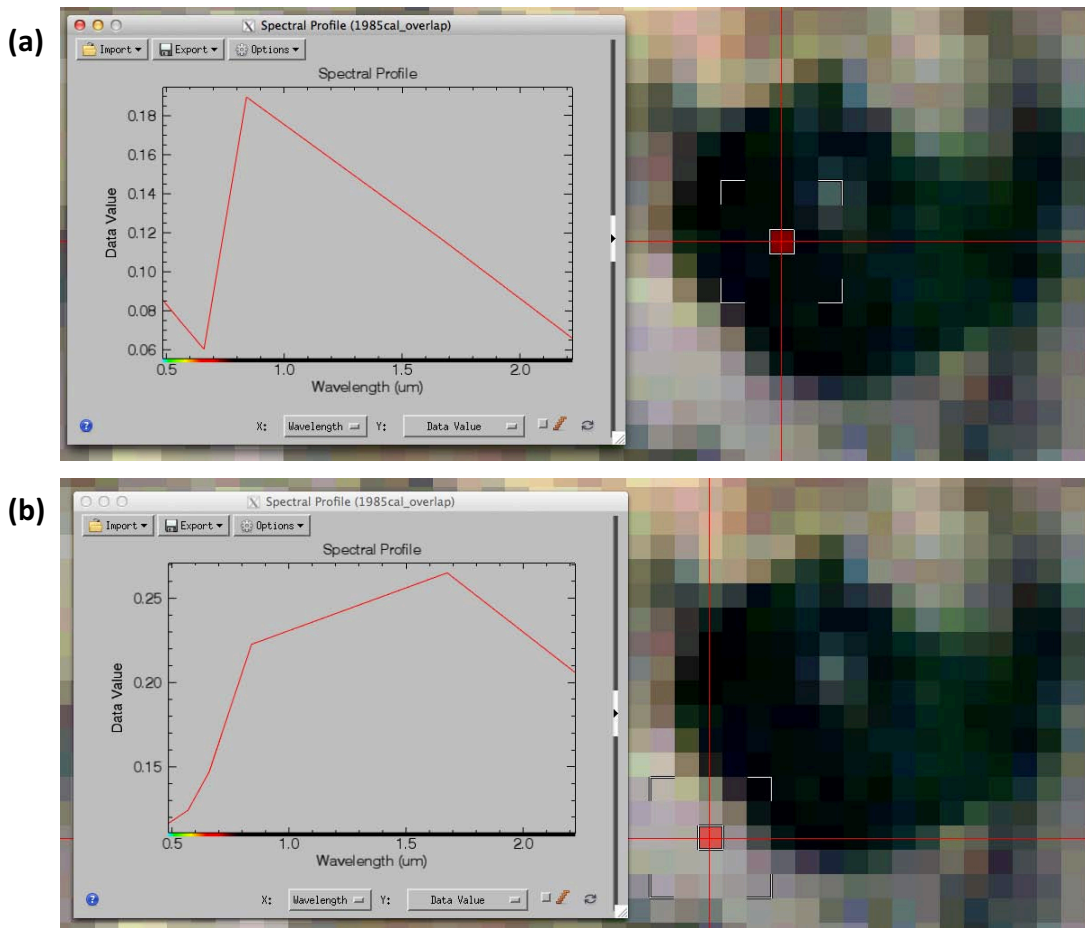 (a)
Spectral Profile (1985cal_overlap)
Import Export Options
Spectral Profile
0.18
0.16
0.14
0.12
0.10
0.08
0.06
Data Value
0.5 1.0 1.5 2.0
Wavelength (um)
? X: Wavelength Y: Data Value
(b)
Spectral Profile (1985cal_overlap)
Import Export Options
Spectral Profile
0.25
0.20
0.15
Data Value
0.5 1.0 1.5 2.0
Wavelength (um)
? X: Wavelength Y: Data Value